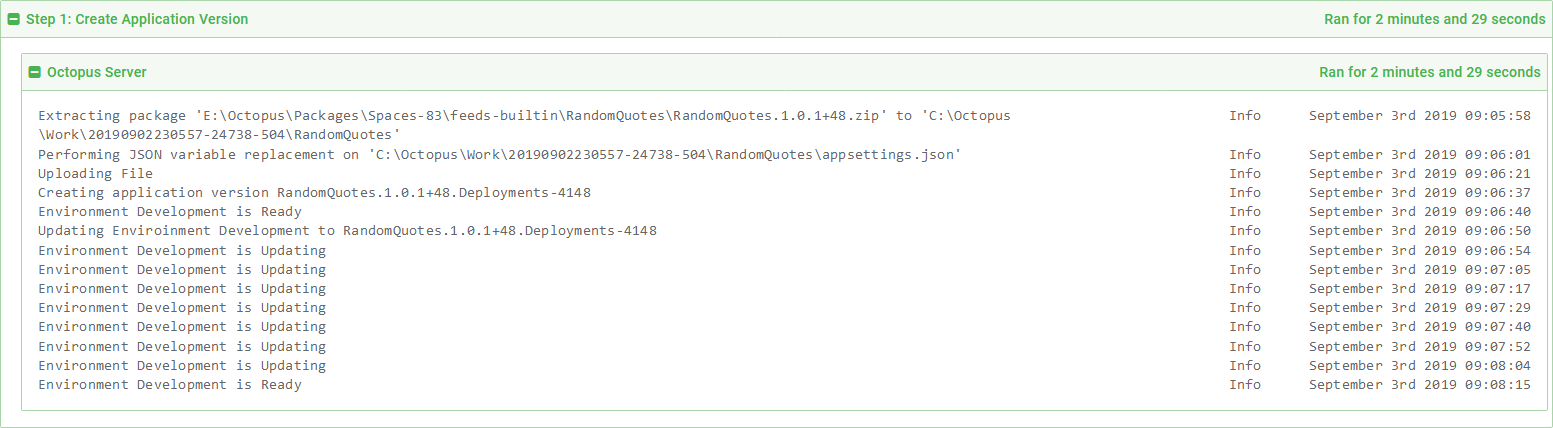 Step 1: Create Application Version Ran for 2 minutes and 29 seconds
Octopus Server Ran for 2 minutes and 29 seconds
Extracting package 'E:\Octopus\Packages\Spaces-83\feeds-builtin\RandomQuotes\RandomQuotes.1.0.1+48.zip' to 'C:\Octopus Info September 3rd 2019 09:05:58
\Work\20190902230557-24738-504\RandomQuotes'
Performing JSON variable replacement on 'C:\Octopus\Work\20190902230557-24738-504\RandomQuotes\appsettings.json' Info September 3rd 2019 09:06:01
Uploading File Info September 3rd 2019 09:06:21
Creating application version RandomQuotes.1.0.1+48.Deployments-4148 Info September 3rd 2019 09:06:37
Environment Development is Ready Info September 3rd 2019 09:06:40
Updating Enviroinment Development to RandomQuotes.1.0.1+48.Deployments-4148 Info September 3rd 2019 09:06:50
Environment Development is Updating Info September 3rd 2019 09:06:54
Environment Development is Updating Info September 3rd 2019 09:07:05
Environment Development is Updating Info September 3rd 2019 09:07:17
Environment Development is Updating Info September 3rd 2019 09:07:29
Environment Development is Updating Info September 3rd 2019 09:07:40
Environment Development is Updating Info September 3rd 2019 09:07:52
Environment Development is Updating Info September 3rd 2019 09:08:04
Environment Development is Ready Info September 3rd 2019 09:08:15